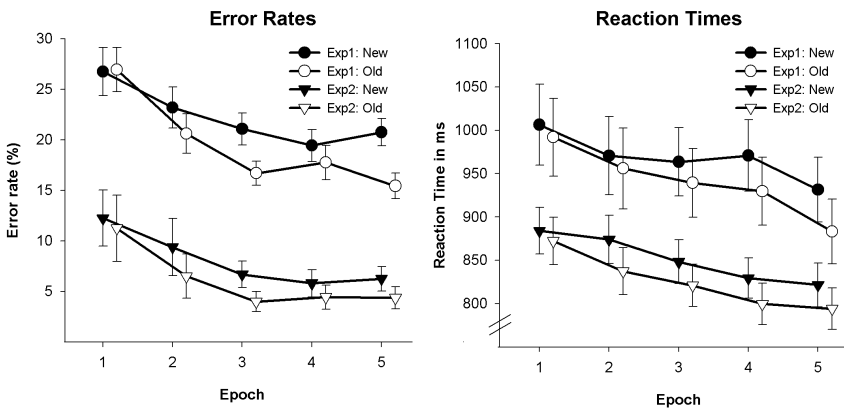 Error Rates
30
25
20
15
10
5
Error rate (%)
Exp1: New
Exp1: Old
Exp2: New
Exp2: Old
1 2 3 4 5
Epoch
Reaction Times
1100
1050
1000
950
900
850
800
Reaction Time in ms
Exp1: New
Exp1: Old
Exp2: New
Exp2: Old
1 2 3 4 5
Epoch